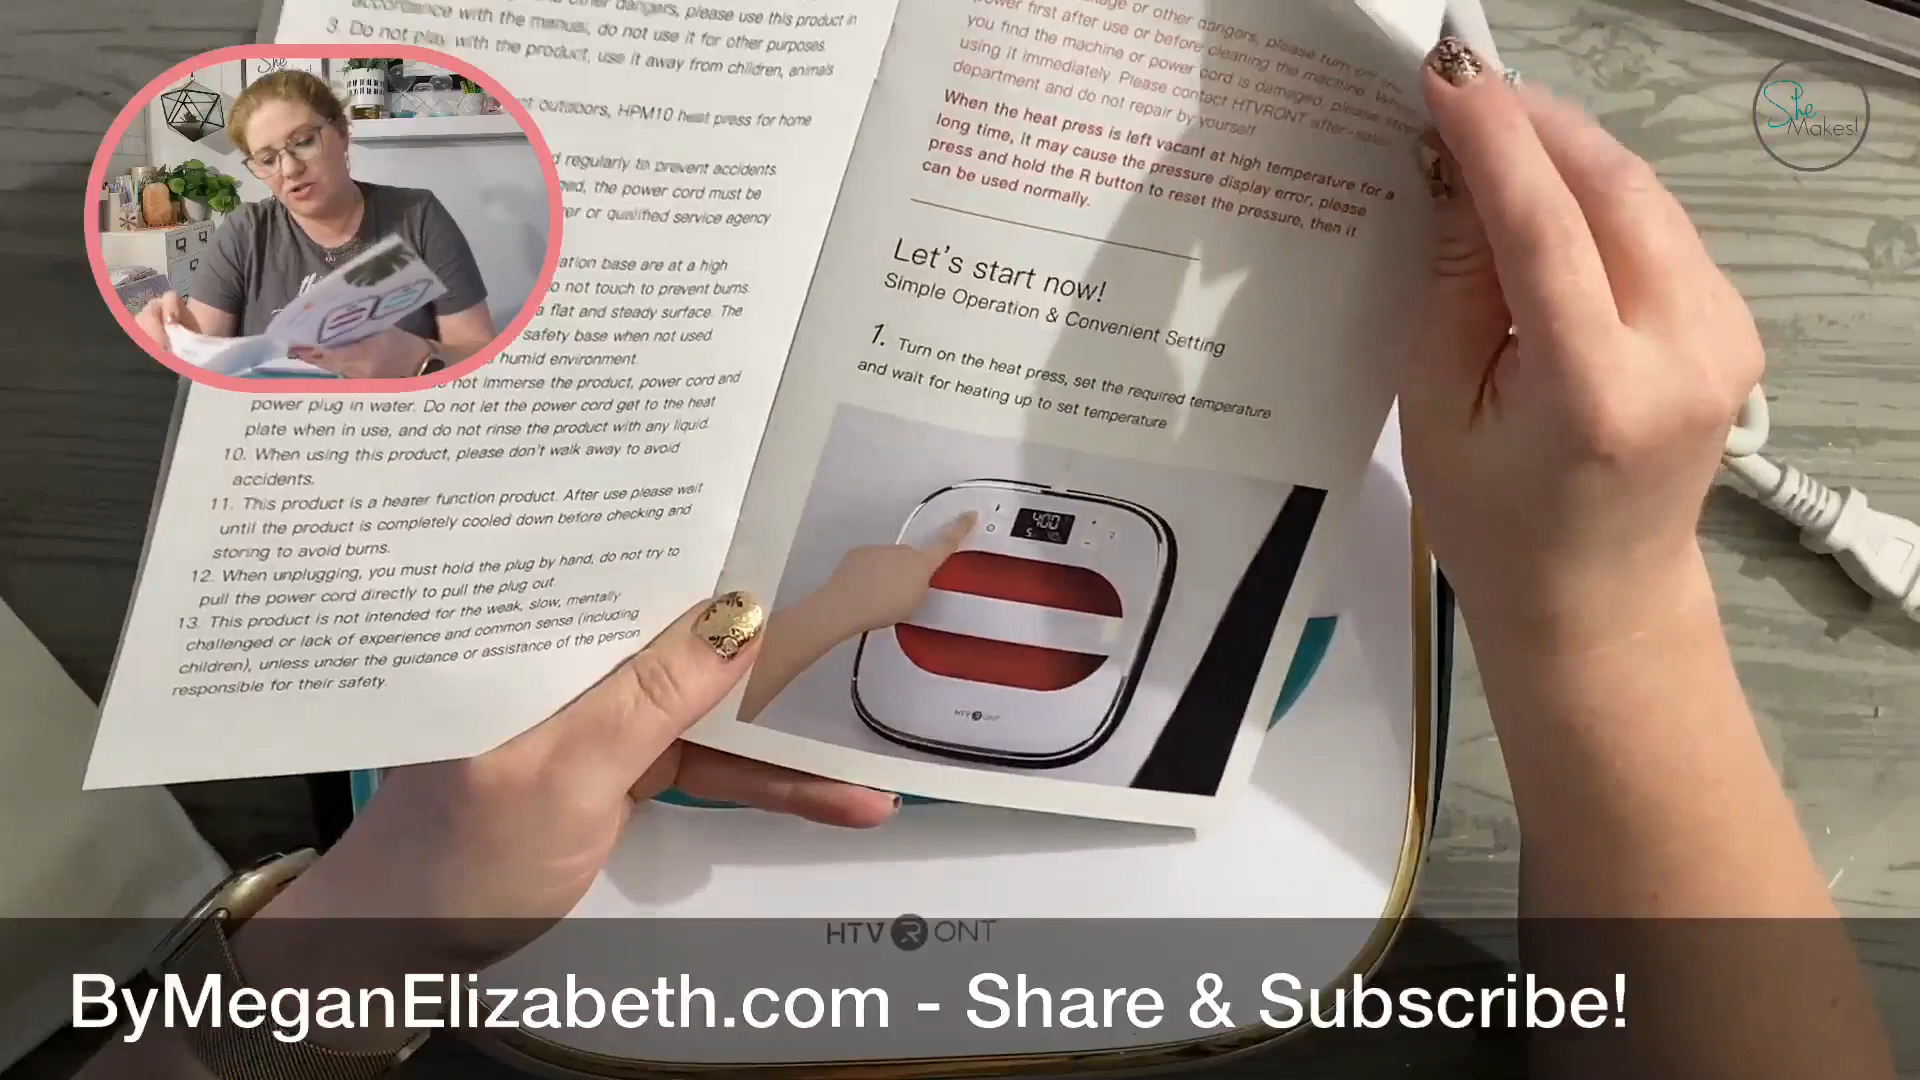 accordance with the manual, do not use it for other purposes.
3. Do not play with the product, use it away from children, animals
outdoors, HPM10 heat press for home
regularly to prevent accidents
the power cord must be
or qualified service agency
base are at a high
not touch to prevent burns.
a flat and steady surface. The
safety base when not used.
humid environment.
not immerse the product, power cord and
power plug in water. Do not let the power cord get to the heat
plate when in use, and do not rinse the product with any liquid.
10. When using this product, please don't walk away to avoid
accidents.
11. This product is a heater function product. After use please wait
until the product is completely cooled down before checking and
storing to avoid burns.
12. When unplugging, you must hold the plug by hand, do not try to
pull the power cord directly to pull the plug out.
13. This product is not intended for the weak, slow, mentally
challenged or lack of experience and common sense (including
children), unless under the guidance or assistance of the person
responsible for their safety.
or other dangers, please turn off the
power first after use or before cleaning the machine.
you find the machine or power cord is damaged, please stop
using it immediately. Please contact HTVRONT after-sales
department and do not repair by yourself
When the heat press is left vacant at high temperature for a
long time, It may cause the pressure display error, please
press and hold the R button to reset the pressure, then it
can be used normally.
Let's start now!
Simple Operation & Convenient Setting
1. Turn on the heat press, set the required temperature
and wait for heating up to set temperature
400
5
HTVRONT
She
Makes!
HTVRONT
ByMeganElizabeth.com - Share & Subscribe!